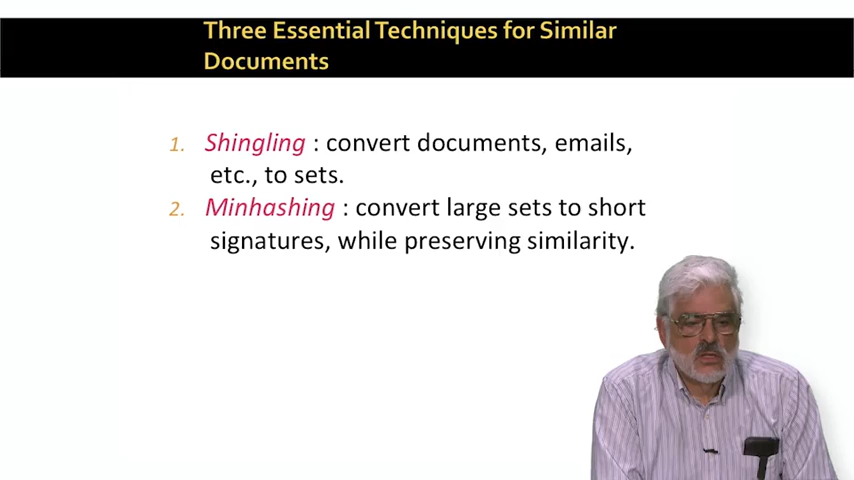 Three Essential Techniques for Similar
Documents
1. Shingling : convert documents, emails,
etc., to sets.
2. Minhashing : convert large sets to short
signatures, while preserving similarity.